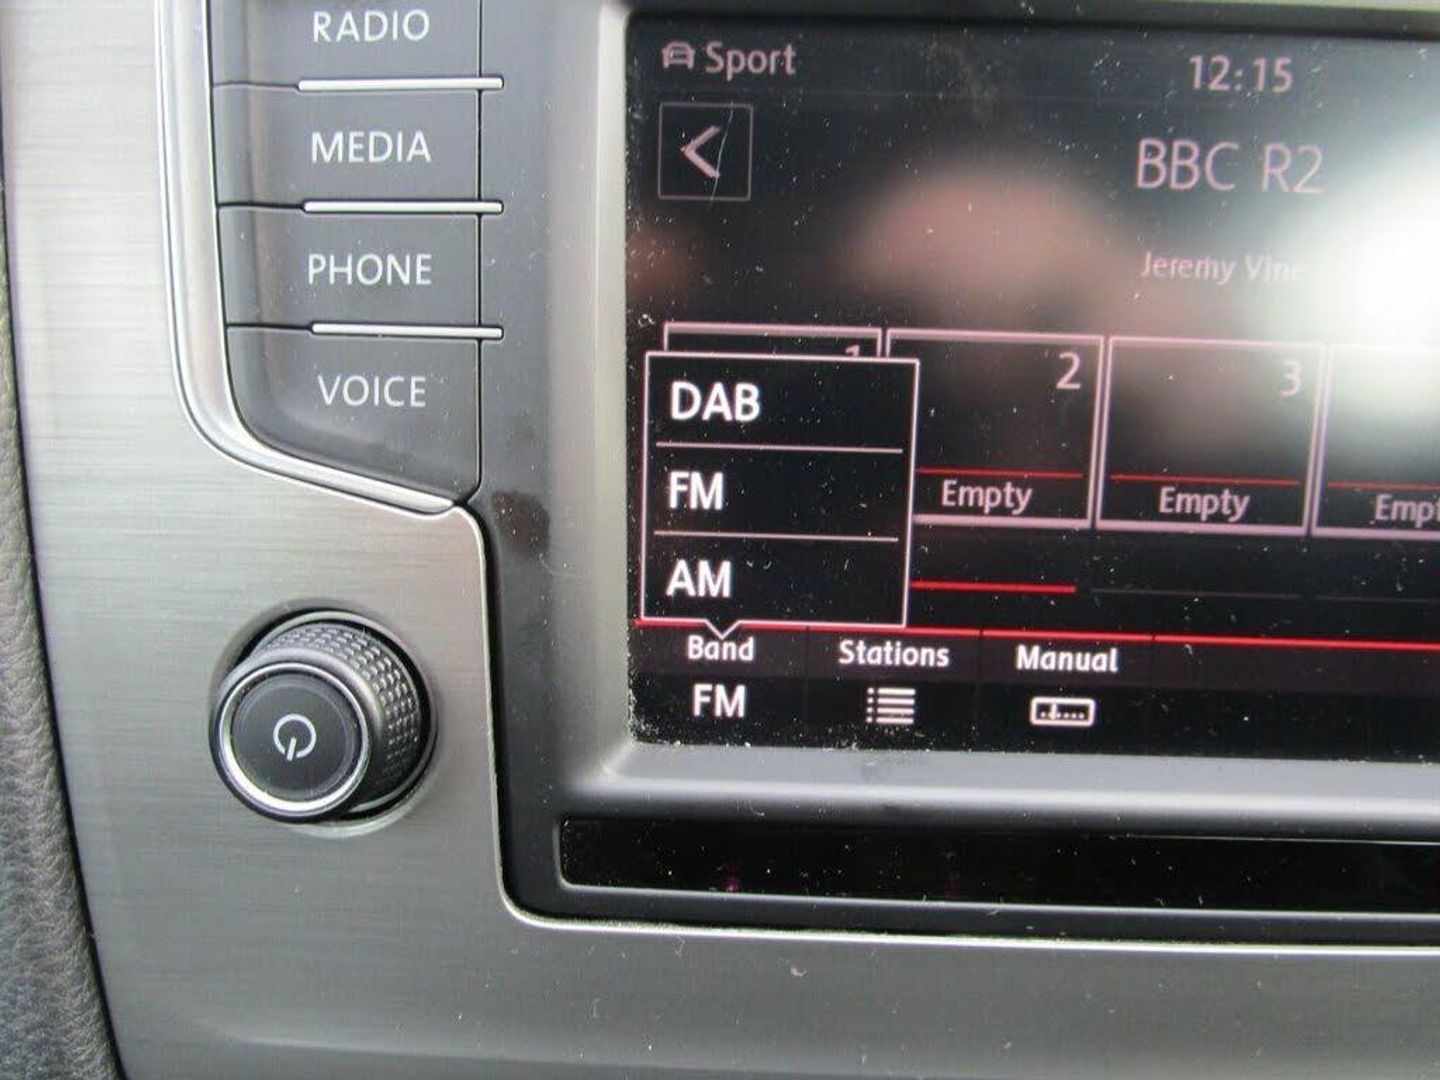 RADIO
MEDIA
PHONE
VOICE
Sport
12:15
BBC R2
Jeremy Vine
1
2
3
DAB
FM
AM
Empty
Empty
Band
Stations
Manual
FM